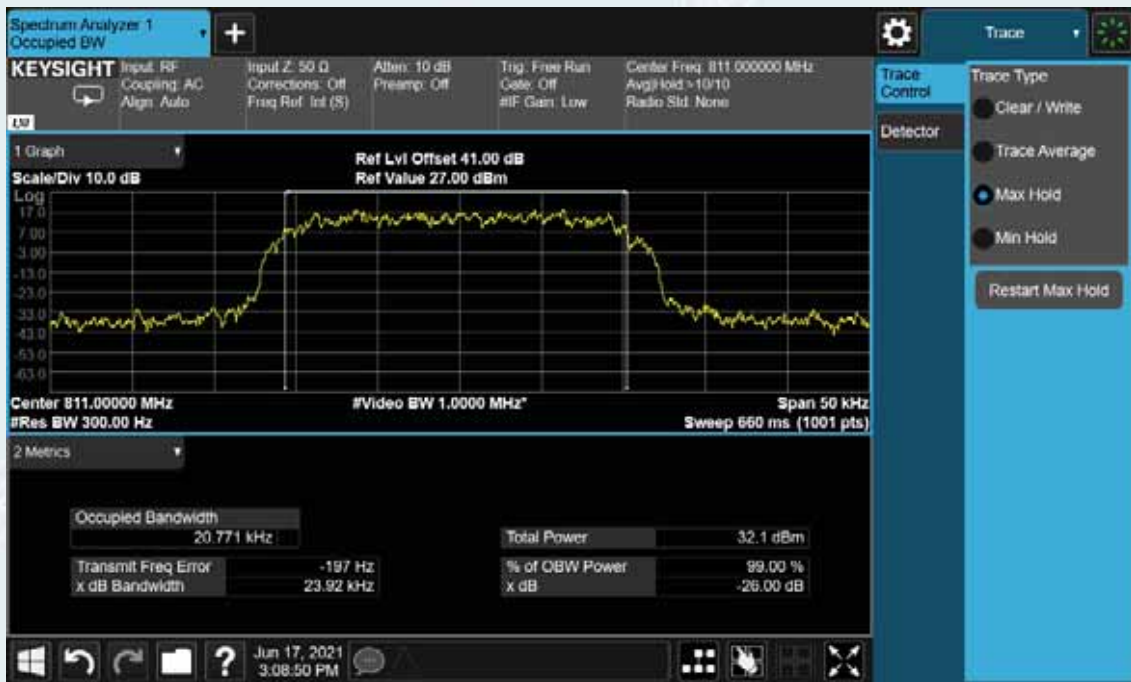 Spectrum Analyzer 1
Occupied BW
+
KEYSIGHT
Input: RF
Coupling: AC
Align: Auto
Input Z: 50 Ω
Corrections: Off
Freq Ref: Int (S)
Atten: 10 dB
Preamp: Off
Trig: Free Run
Gate: Off
#IF Gain: Low
Center Freq: 811.000000 MHz
Avg|Hold:>10/10
Radio Std: None
1 Graph
Scale/Div 10.0 dB
Ref Lvl Offset 41.00 dB
Ref Value 27.00 dBm
Log
17.0
7.00
-3.00
-13.0
-23.0
-33.0
-43.0
-53.0
-63.0
Center 811.00000 MHz
#Res BW 300.00 Hz
#Video BW 1.0000 MHz*
Span 50 kHz
Sweep 660 ms (1001 pts)
2 Metrics
Occupied Bandwidth
20.771 kHz
Transmit Freq Error -197 Hz
x dB Bandwidth 23.92 kHz
Total Power 32.1 dBm
% of OBW Power 99.00 %
x dB -26.00 dB
?
Jun 17, 2021
3:08:50 PM
Trace
Trace Control
Detector
Trace Type
Clear / Write
Trace Average
Max Hold
Min Hold
Restart Max Hold